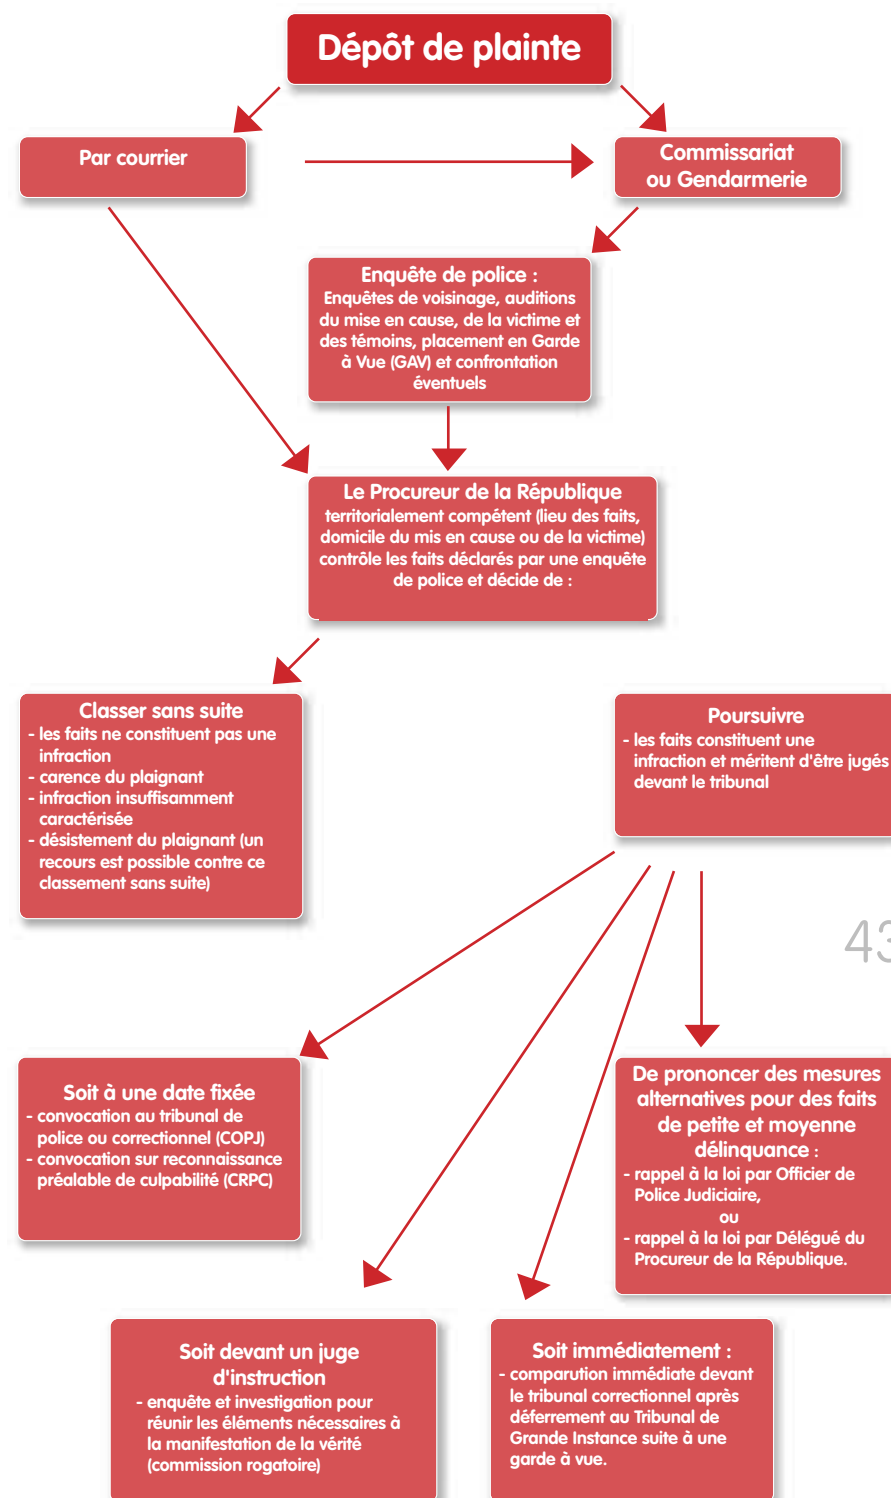 Dépôt de plainte
Par courrier
Commissariat
ou Gendarmerie
Enquête de police :
Enquêtes de voisinage, auditions
du mise en cause, de la victime et
des témoins, placement en Garde
à Vue (GAV) et confrontation
éventuels
Le Procureur de la République
territorialement compétent (lieu des faits,
domicile du mis en cause ou de la victime)
contrôle les faits déclarés par une enquête
de police et décide de :
Classer sans suite
- les faits ne constituent pas une
infraction
- carence du plaignant
- infraction insuffisamment
caractérisée
- désistement du plaignant (un
recours est possible contre ce
classement sans suite)
Poursuivre
- les faits constituent une
infraction et méritent d'être jugés
devant le tribunal
43
Soit à une date fixée
- convocation au tribunal de
police ou correctionnel (COPJ)
- convocation sur reconnaissance
préalable de culpabilité (CRPC)
De prononcer des mesures
alternatives pour des faits
de petite et moyenne
délinquance :
- rappel à la loi par Officier de
Police Judiciaire,
ou
- rappel à la loi par Délégué du
Procureur de la République.
Soit devant un juge
d'instruction
- enquête et investigation pour
réunir les éléments nécessaires à
la manifestation de la vérité
(commission rogatoire)
Soit immédiatement :
- comparution immédiate devant
le tribunal correctionnel après
déferrement au Tribunal de
Grande Instance suite à une
garde à vue.